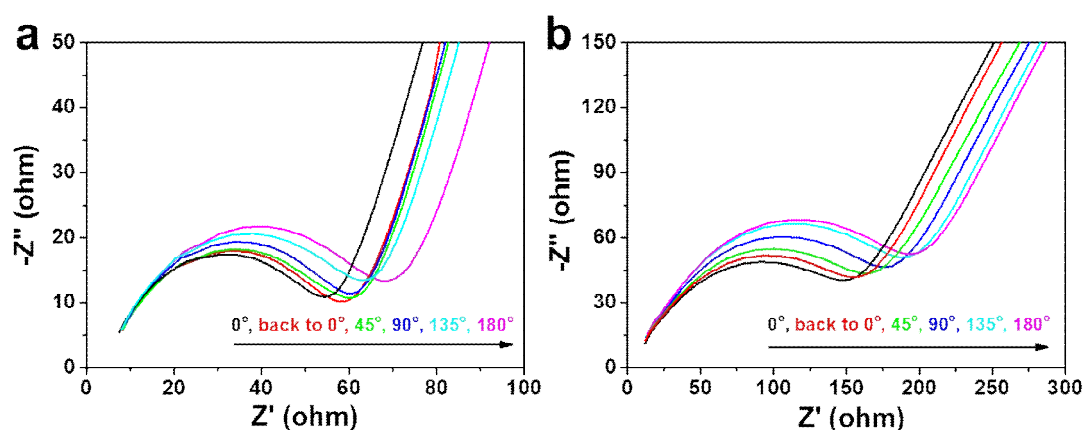 a
50
40
30
20
10
0
-Z" (ohm)
0°, back to 0°, 45°, 90°, 135°, 180°
0 20 40 60 80 100
Z' (ohm)
b
150
120
90
60
30
0
-Z" (ohm)
0°, back to 0°, 45°, 90°, 135°, 180°
0 50 100 150 200 250 300
Z' (ohm)